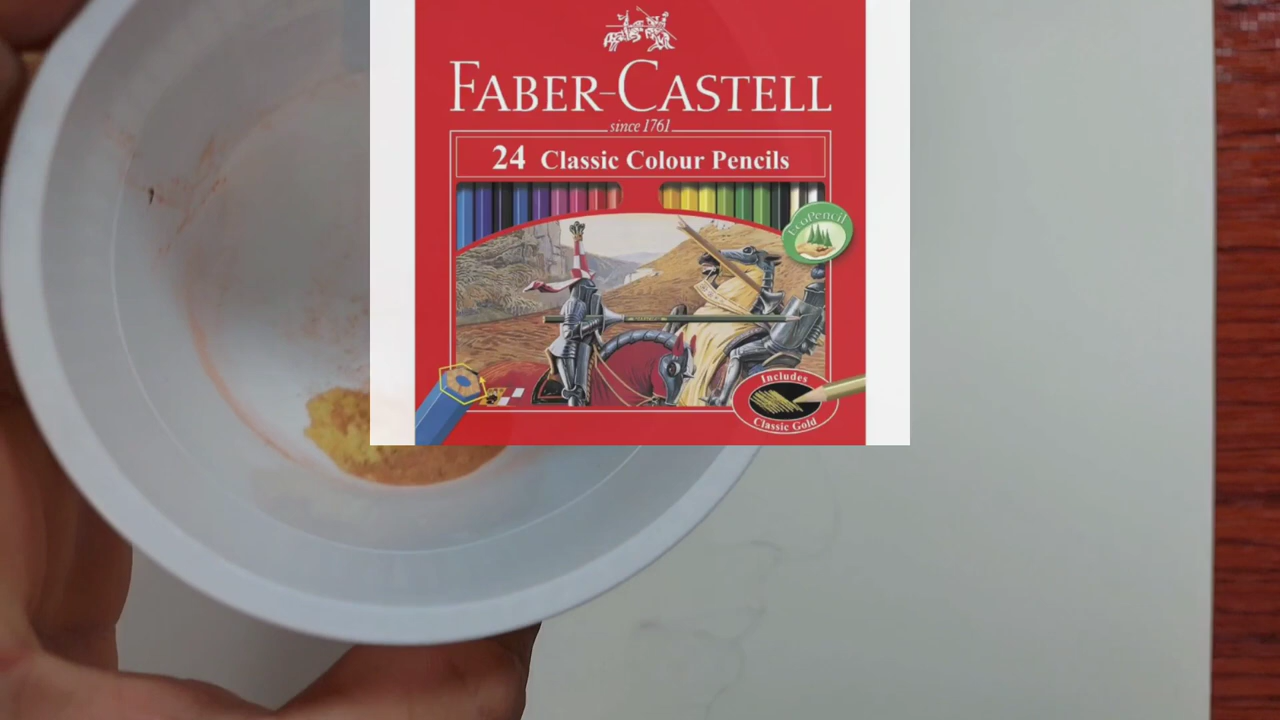 FABER-CASTELL
since 1761
24 Classic Colour Pencils
EcoPencil
Includes
Classic Gold